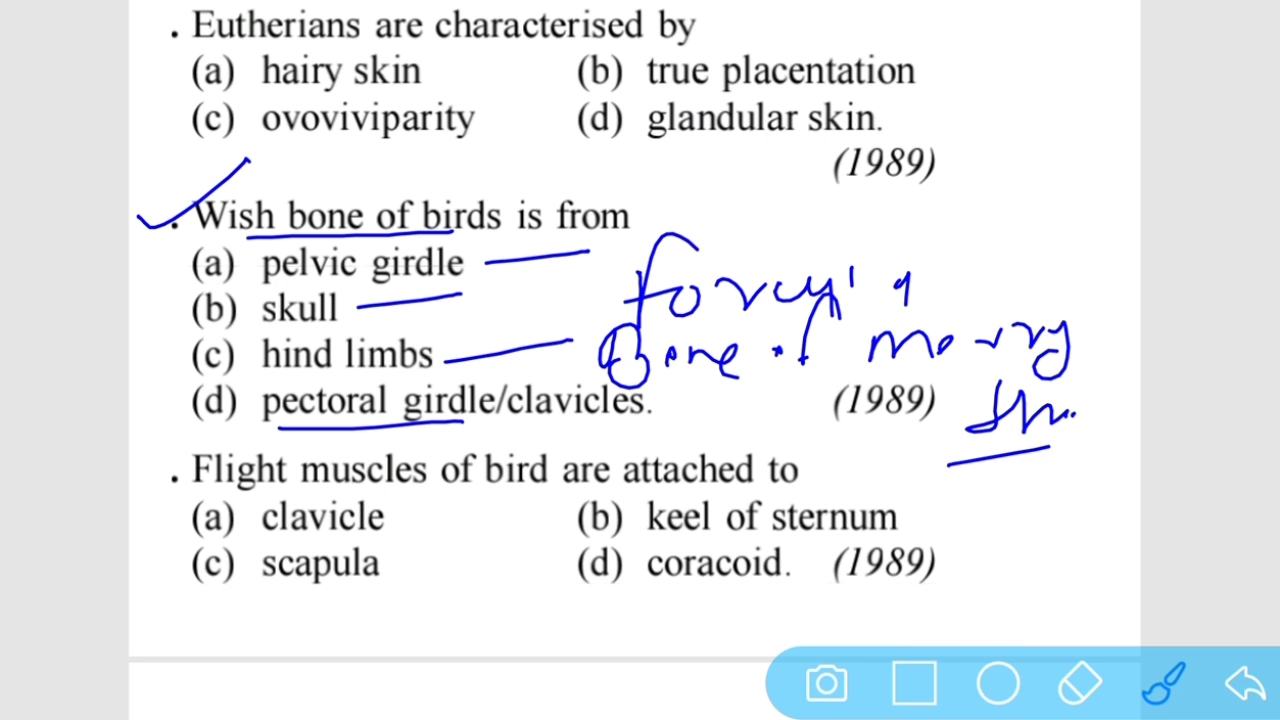 . Eutherians are characterised by
(a) hairy skin (b) true placentation
(c) ovoviviparity (d) glandular skin.
(1989)
. Wish bone of birds is from
(a) pelvic girdle
(b) skull
(c) hind limbs
Bone of
(d) pectoral girdle/clavicles. (1989)
. Flight muscles of bird are attached to
(a) clavicle (b) keel of sternum
(c) scapula (d) coracoid. (1989)